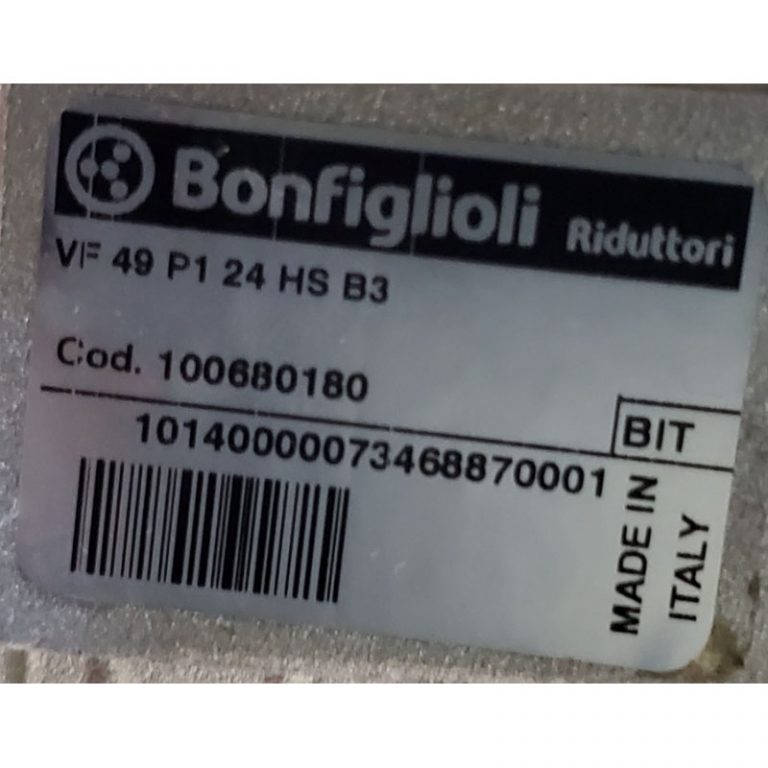 Bonfiglioli Riduttori
VF 49 P1 24 HS B3
Cod. 100680180
BIT
10140000073468870001
MADE IN
ITALY